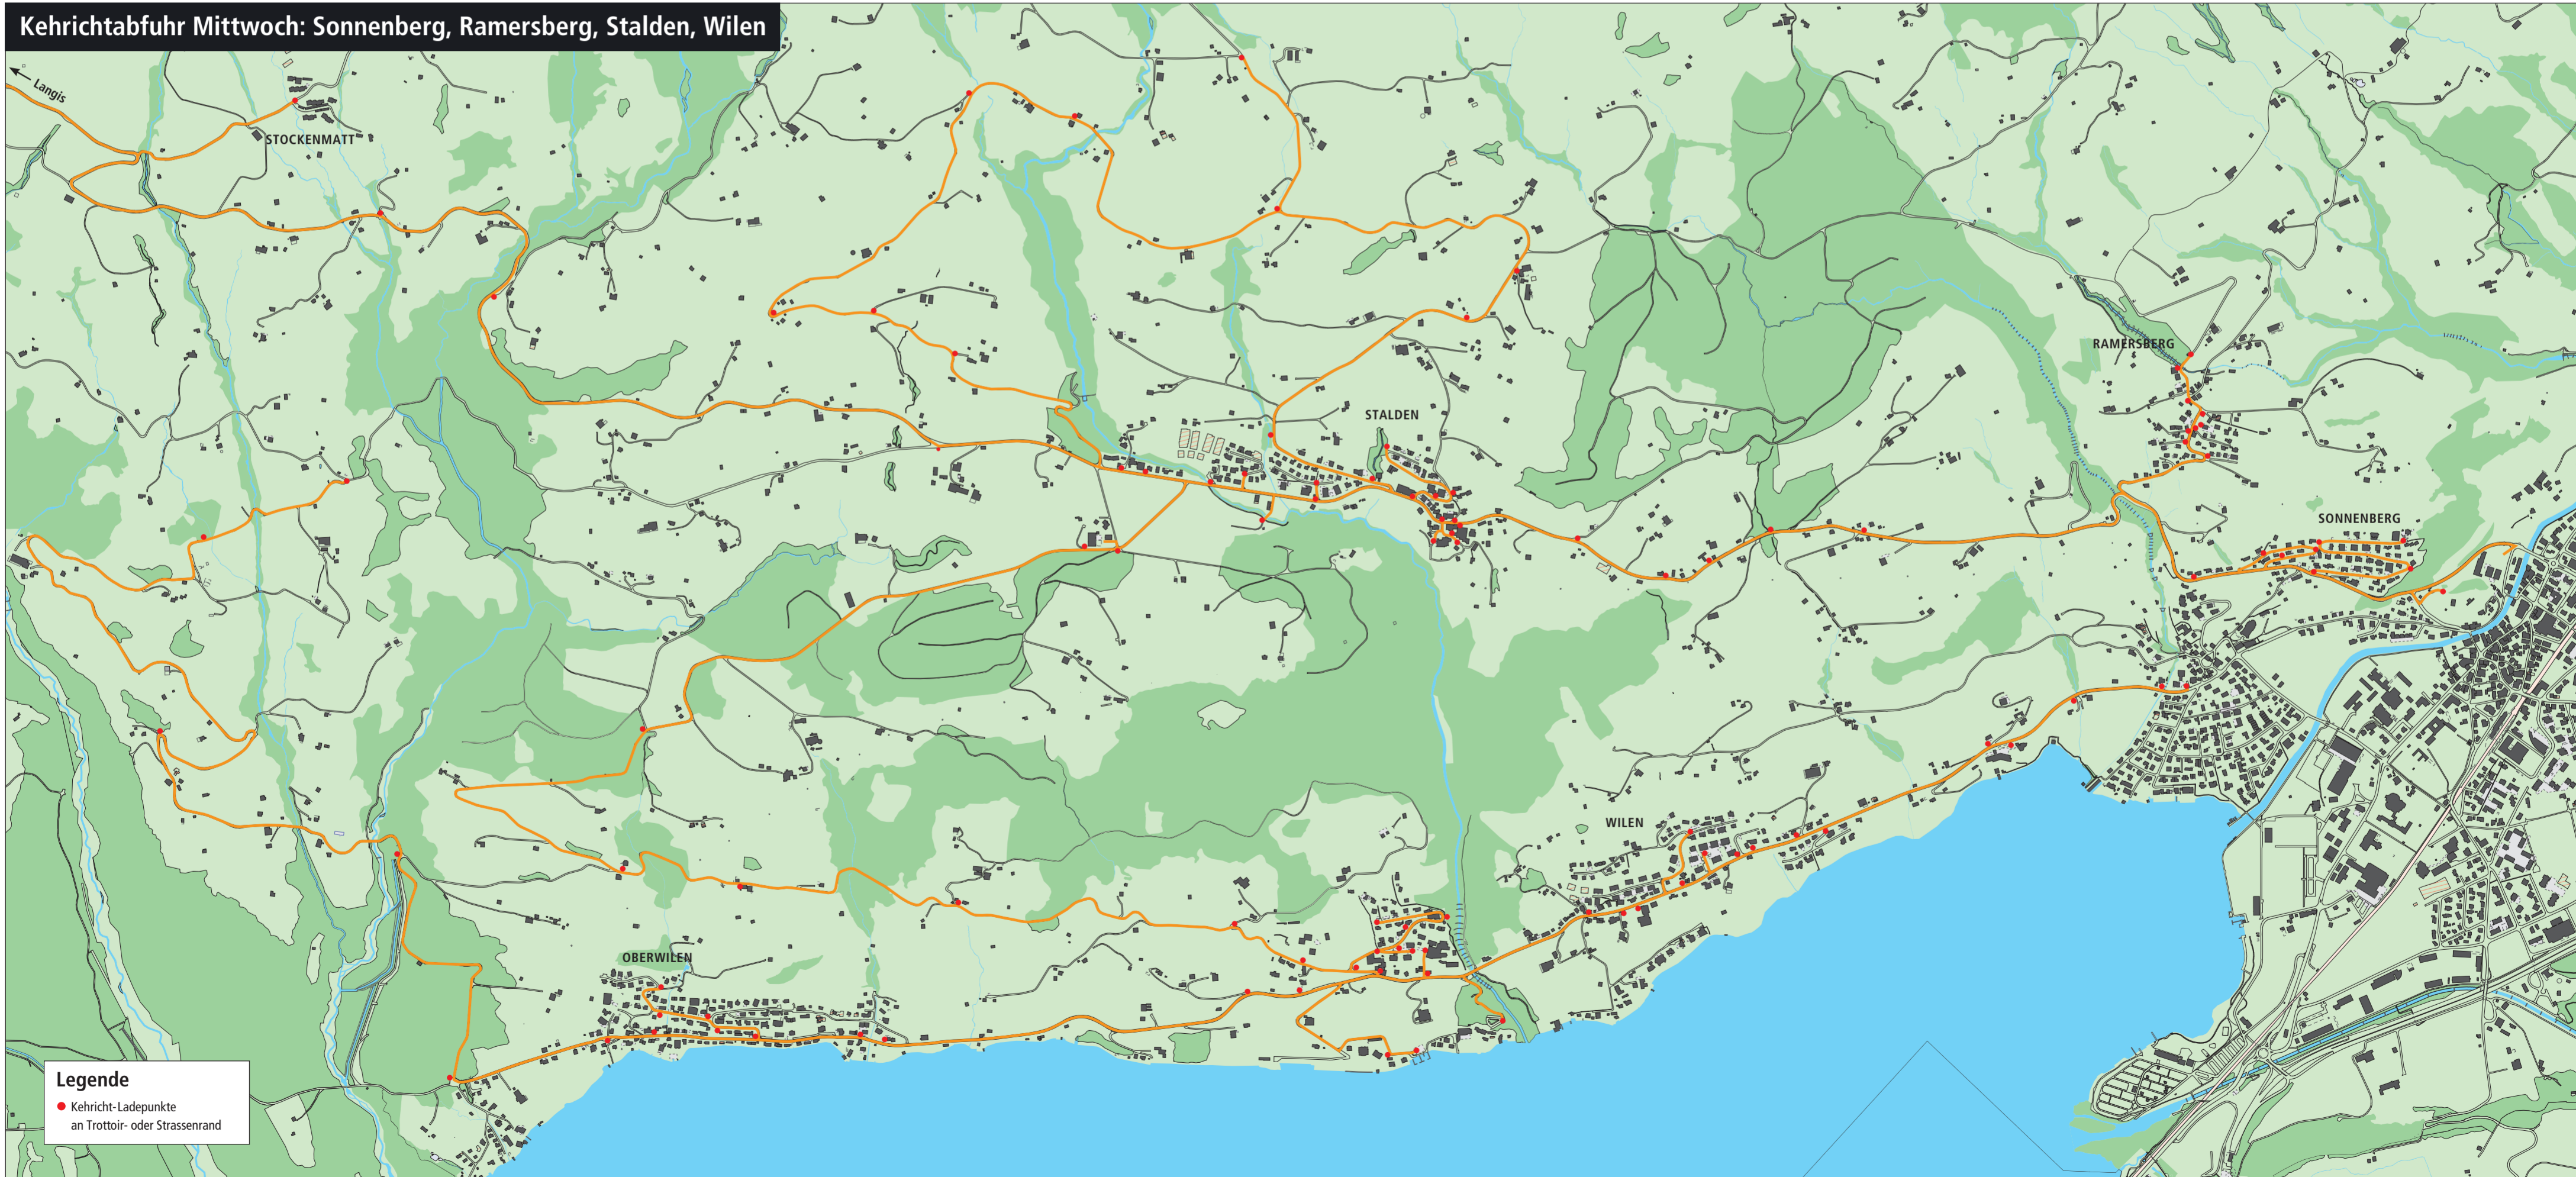 Kehrichtabfuhr Mittwoch: Sonnenberg, Ramersberg, Stalden, Wilen
Langis
STOCKENMATT
RAMERSBERG
STALDEN
SONNENBERG
WILEN
OBERWILEN
Legende
Kehricht-Ladepunkte
an Trottoir- oder Strassenrand